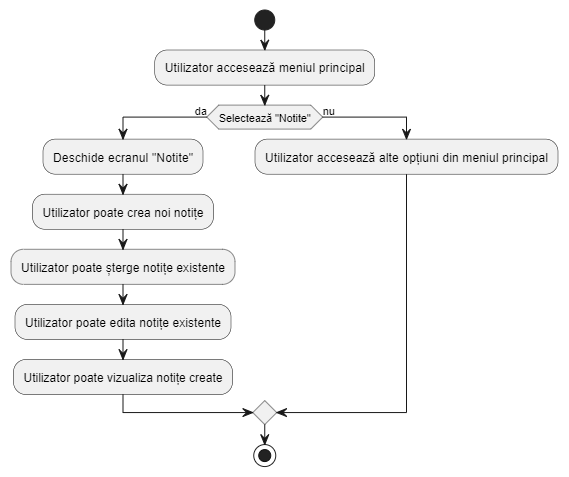 Utilizator accesează meniul principal
da
Selectează "Notite"
nu
Deschide ecranul "Notite"
Utilizator accesează alte opțiuni din meniul principal
Utilizator poate crea noi notițe
Utilizator poate șterge notițe existente
Utilizator poate edita notițe existente
Utilizator poate vizualiza notițe create